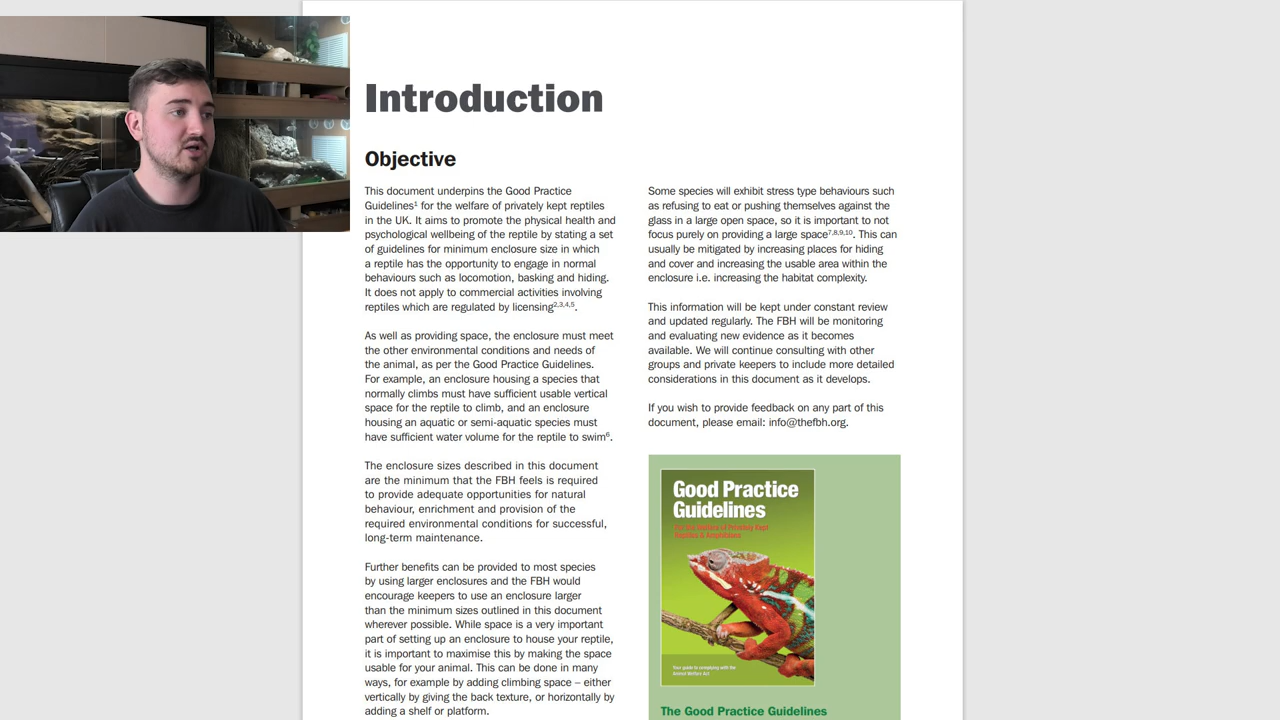 Introduction
Objective
This document underpins the Good Practice
Guidelines¹ for the welfare of privately kept reptiles
in the UK. It aims to promote the physical health and
psychological wellbeing of the reptile by stating a set
of guidelines for minimum enclosure size in which
a reptile has the opportunity to engage in normal
behaviours such as locomotion, basking and hiding.
It does not apply to commercial activities involving
reptiles which are regulated by licensing²,³,⁴,⁵.
As well as providing space, the enclosure must meet
the other environmental conditions and needs of
the animal, as per the Good Practice Guidelines.
For example, an enclosure housing a species that
normally climbs must have sufficient usable vertical
space for the reptile to climb, and an enclosure
housing an aquatic or semi-aquatic species must
have sufficient water volume for the reptile to swim⁶.
The enclosure sizes described in this document
are the minimum that the FBH feels is required
to provide adequate opportunities for natural
behaviour, enrichment and provision of the
required environmental conditions for successful,
long-term maintenance.
Further benefits can be provided to most species
by using larger enclosures and the FBH would
encourage keepers to use an enclosure larger
than the minimum sizes outlined in this document
wherever possible. While space is a very important
part of setting up an enclosure to house your reptile,
it is important to maximise this by making the space
usable for your animal. This can be done in many
ways, for example by adding climbing space – either
vertically by giving the back texture, or horizontally by
adding a shelf or platform.
Some species will exhibit stress type behaviours such
as refusing to eat or pushing themselves against the
glass in a large open space, so it is important to not
focus purely on providing a large space⁷,⁸,⁹,¹⁰. This can
usually be mitigated by increasing places for hiding
and cover and increasing the usable area within the
enclosure i.e. increasing the habitat complexity.
This information will be kept under constant review
and updated regularly. The FBH will be monitoring
and evaluating new evidence as it becomes
available. We will continue consulting with other
groups and private keepers to include more detailed
considerations in this document as it develops.
If you wish to provide feedback on any part of this
document, please email: info@thefbh.org.
Good Practice
Guidelines
For the Welfare of Privately Kept
Reptiles & Amphibians
Your guide to complying with the
Animal Welfare Act
The Good Practice Guidelines